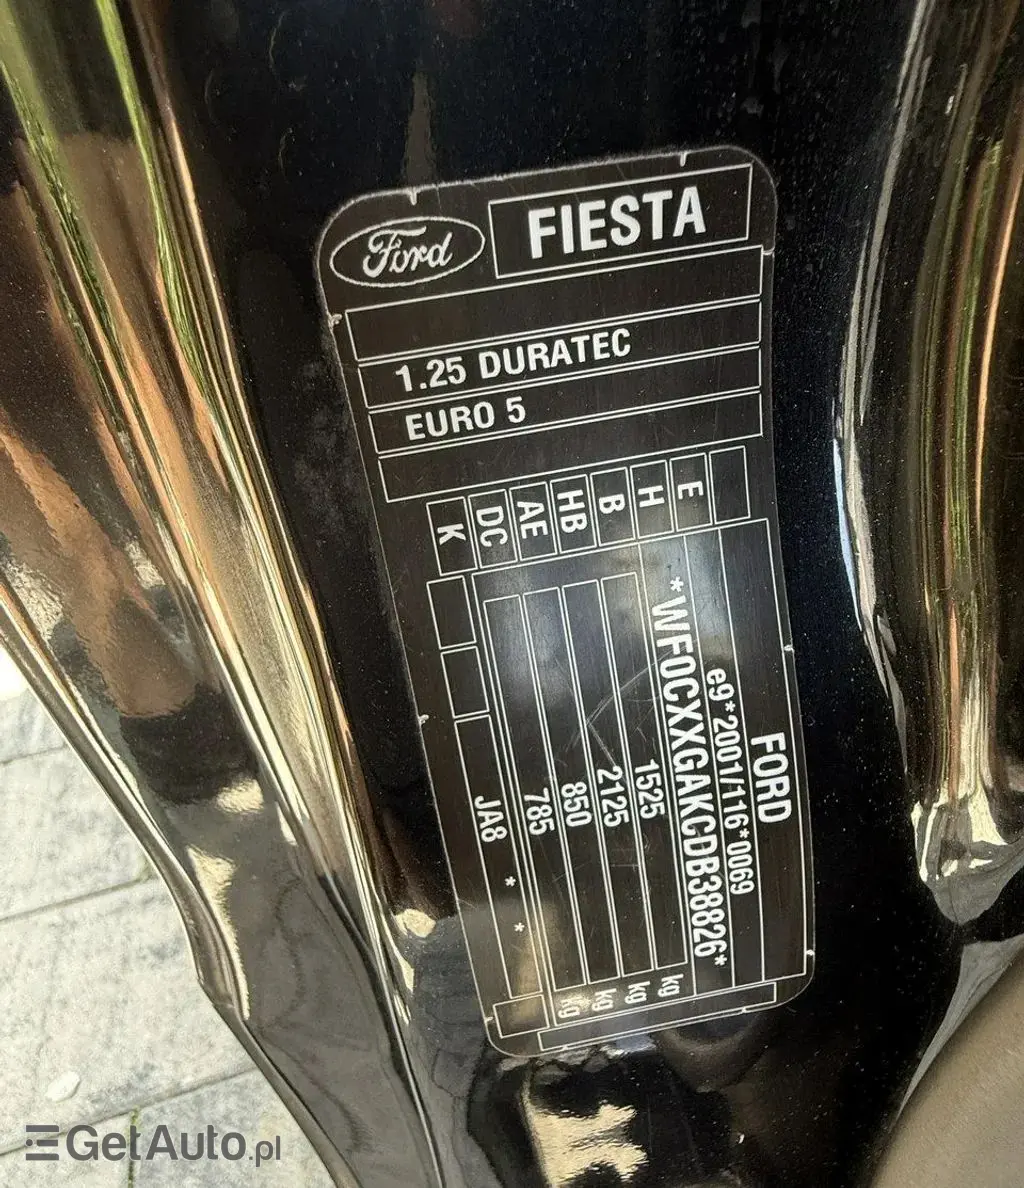 Ford
FIESTA
1.25 DURATEC
EURO 5
K DC AE HB B H E
FORD
e9*2001/116*0069
*WF0CXXGAKCDB38826*
1525 kg
2125 kg
850 kg
785 kg
JA8 * *
GetAuto.pl